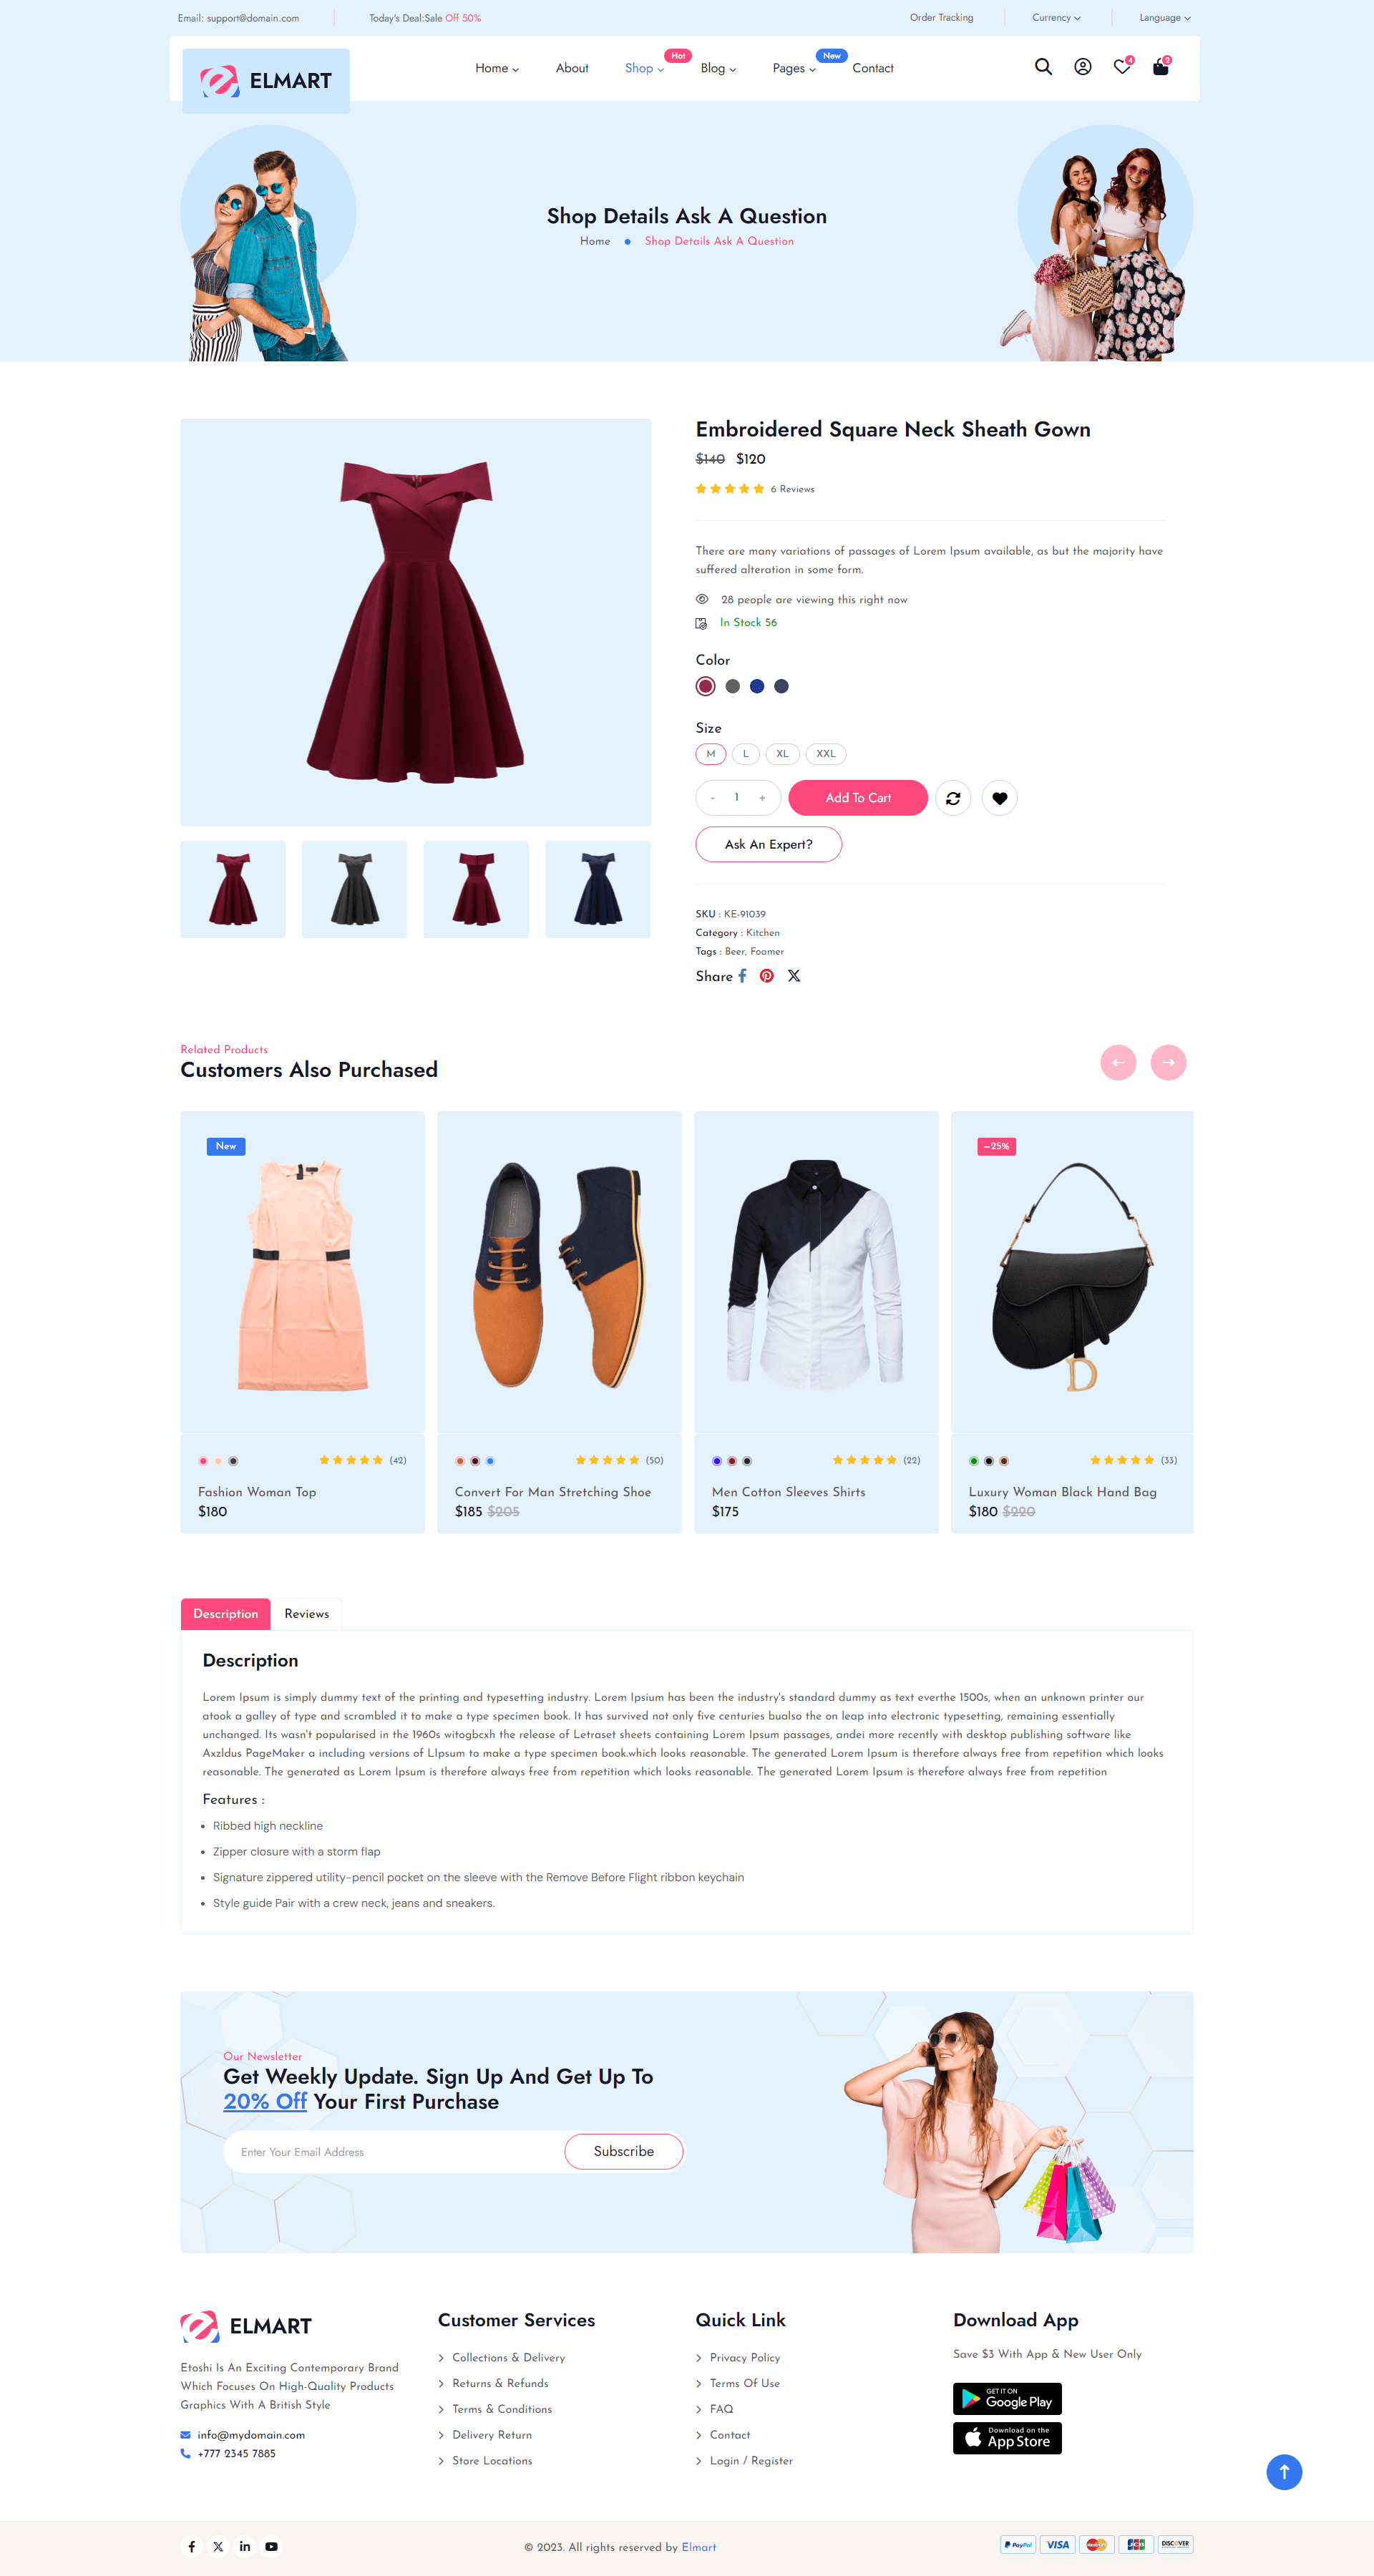 Email: support@domain.com
Today's Deal:Sale Off 50%
Order Tracking
Currency
Language
ELMART
Home
About
Shop
Hot
Blog
Pages
New
Contact
4
2
Shop Details Ask A Question
Home
Shop Details Ask A Question
Embroidered Square Neck Sheath Gown
$140 $120
6 Reviews
There are many variations of passages of Lorem Ipsum available, as but the majority have
suffered alteration in some form.
28 people are viewing this right now
In Stock 56
Color
Size
M
L
XL
XXL
- 1 +
Add To Cart
Ask An Expert?
SKU : KE-91039
Category : Kitchen
Tags : Beer, Foamer
Share
Related Products
Customers Also Purchased
New
-25%
(42)
Fashion Woman Top
$180
(50)
Convert For Man Stretching Shoe
$185 $205
(22)
Men Cotton Sleeves Shirts
$175
(33)
Luxury Woman Black Hand Bag
$180 $220
Description
Reviews
Description
Lorem Ipsum is simply dummy text of the printing and typesetting industry. Lorem Ipsium has been the industry's standard dummy as text everthe 1500s, when an unknown printer our
atook a galley of type and scrambled it to make a type specimen book. It has survived not only five centuries bualso the on leap into electronic typesetting, remaining essentially
unchanged. Its wasn't popularised in the 1960s witogbcxh the release of Letraset sheets containing Lorem Ipsum passages, andei more recently with desktop publishing software like
Axzldus PageMaker a including versions of LIpsum to make a type specimen book.which looks reasonable. The generated Lorem Ipsum is therefore always free from repetition which looks
reasonable. The generated as Lorem Ipsum is therefore always free from repetition which looks reasonable. The generated Lorem Ipsum is therefore always free from repetition
Features :
Ribbed high neckline
Zipper closure with a storm flap
Signature zippered utility-pencil pocket on the sleeve with the Remove Before Flight ribbon keychain
Style guide Pair with a crew neck, jeans and sneakers.
Our Newsletter
Get Weekly Update. Sign Up And Get Up To
20% Off Your First Purchase
Enter Your Email Address
Subscribe
ELMART
Etoshi Is An Exciting Contemporary Brand
Which Focuses On High-Quality Products
Graphics With A British Style
info@mydomain.com
+777 2345 7885
Customer Services
Collections & Delivery
Returns & Refunds
Terms & Conditions
Delivery Return
Store Locations
Quick Link
Privacy Policy
Terms Of Use
FAQ
Contact
Login / Register
Download App
Save $3 With App & New User Only
GET IT ON
Google Play
Download on the
App Store
© 2023. All rights reserved by Elmart
PayPal
VISA
JCB
DISCOVER